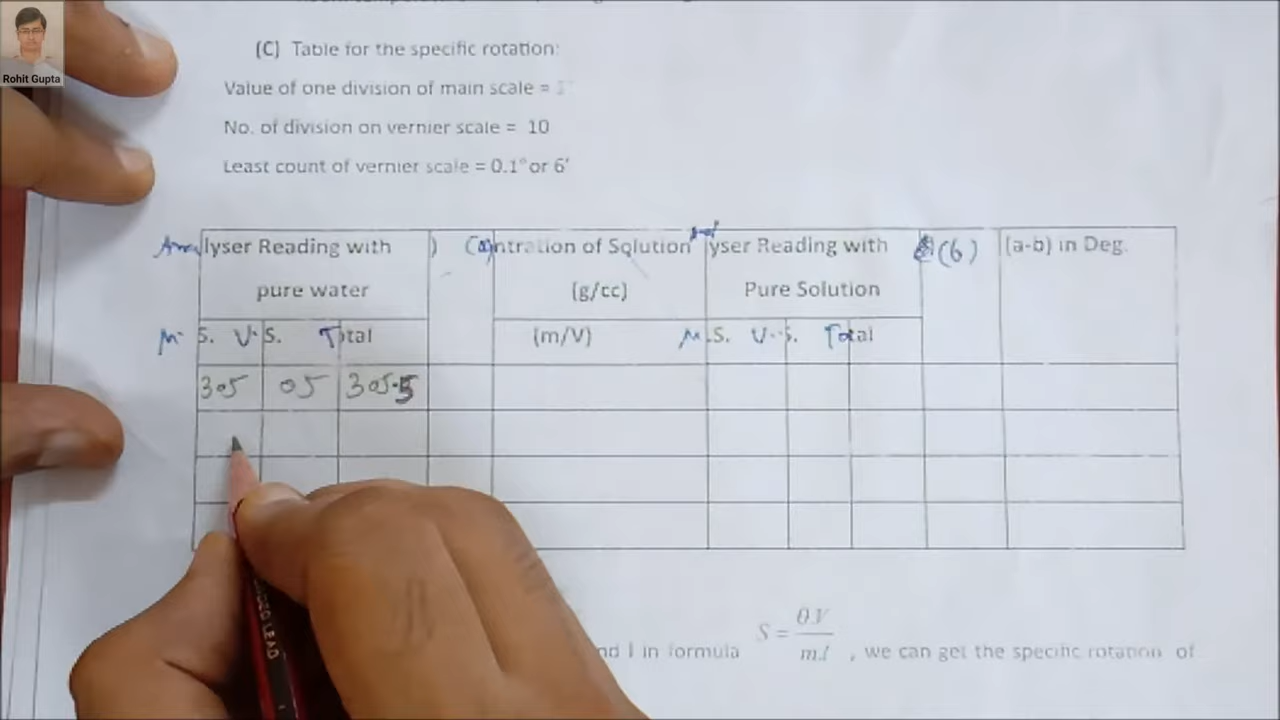 Rohit Gupta
(C) Table for the specific rotation:
Value of one division of main scale = 1°
No. of division on vernier scale = 10
Least count of vernier scale = 0.1° or 6'
Analyser Reading with ) (a)ntration of Solution lyser Reading with (b) (a-b) in Deg.
pure water (g/cc) Pure Solution
M.S. V.S. Total (m/V) M.S. V.S. Total
305 05 305.5
nd l in formula S = θ.V / m.l , we can get the specific rotation of